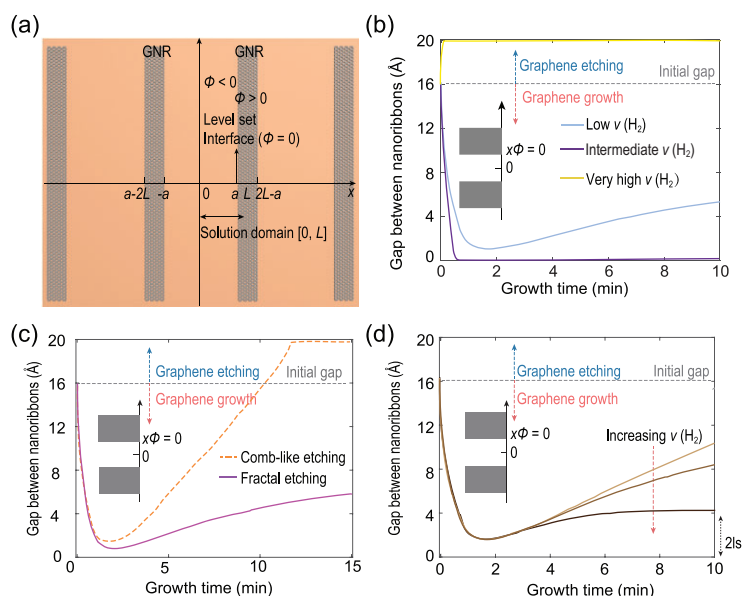 (a)
GNR
GNR
Φ < 0
Φ > 0
Level set
Interface (Φ = 0)
a-2L
-a
0
a
L
2L-a
x
Solution domain [0, L]
(b)
Gap between nanoribbons (Å)
20
16
12
8
4
0
Graphene etching
Initial gap
Graphene growth
xΦ = 0
0
Low v (H₂)
Intermediate v (H₂)
Very high v (H₂)
0
2
4
6
8
10
Growth time (min)
(c)
Gap between nanoribbons (Å)
20
16
12
8
4
0
Graphene etching
Initial gap
Graphene growth
xΦ = 0
0
Comb-like etching
Fractal etching
0
5
10
15
Growth time (min)
(d)
Gap between nanoribbons (Å)
20
16
12
8
4
0
Graphene etching
Initial gap
Graphene growth
xΦ = 0
0
Increasing v (H₂)
2ls
0
2
4
6
8
10
Growth time (min)